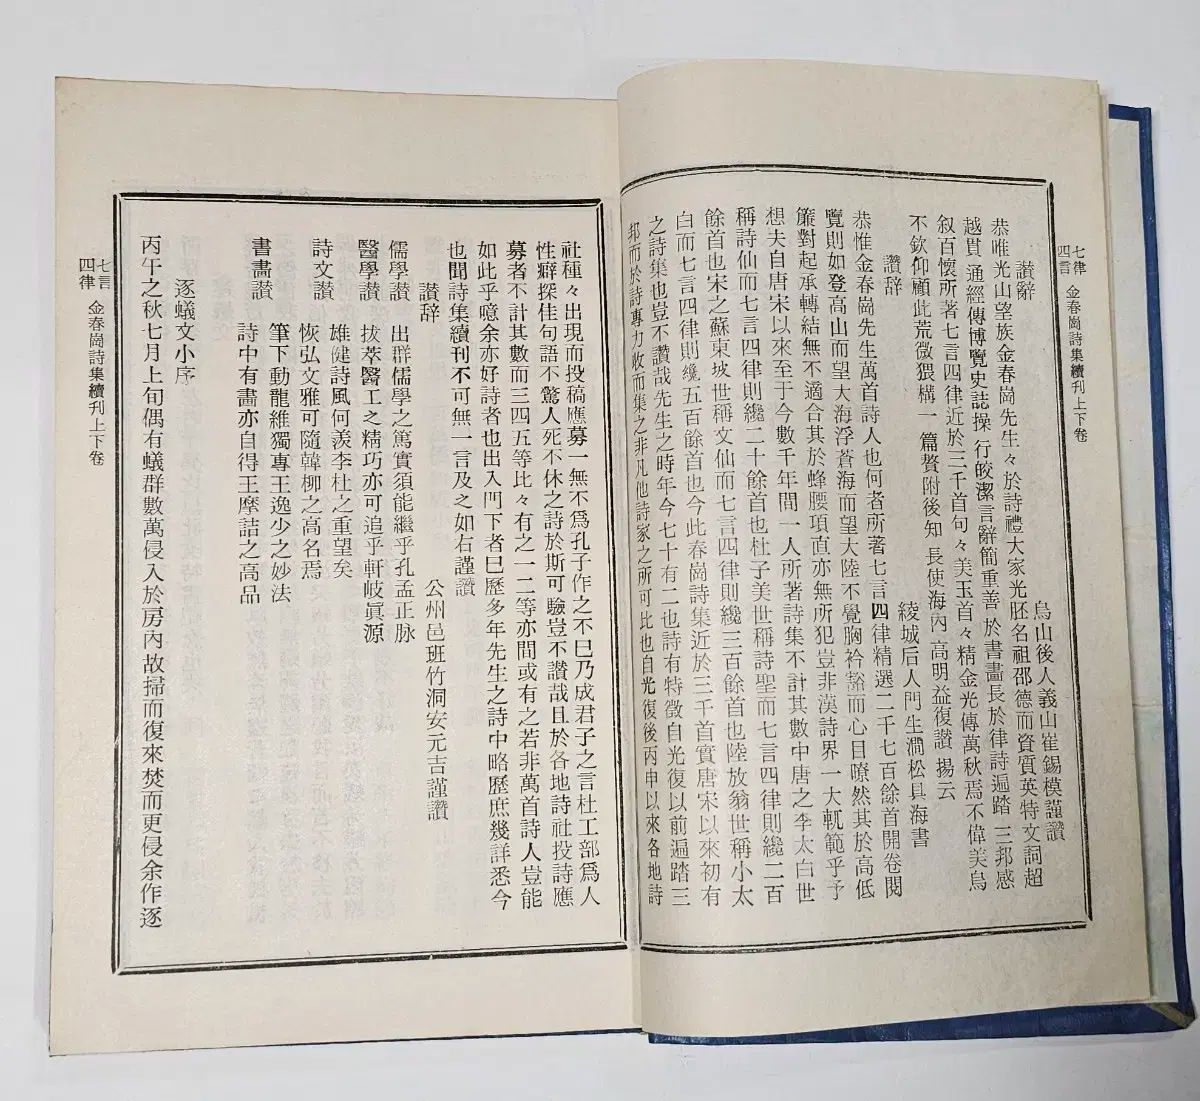 七言四律 金春崗詩集續刊上下卷
讚辭
烏山後人義山崔錫模謹讚
恭唯光山望族金春崗先生々於詩禮大家光胚名祖邵德而資質英特文詞超
越貫通經傳博覽史誌操行皎潔言辭簡重善於書畫長於律詩遍踏三邦感
叙百懷所著七言四律近於三千首句々美玉首々精金光傳萬秋焉不偉美烏
不欽仰顧此荒微猥構一篇贅附後知長使海內高明益復讚揚云
綾城后人門生澗松具海書
讚辞
恭惟金春崗先生萬首詩人也何者所著七言四律精選二千七百餘首開卷閱
覽則如登高山而望大海浮蒼海而望大陸不覺胸衿豁而心目瞭然其於高低
簾對起承轉結無不適合其於蜂腰項直亦無所犯豈非漢詩界一大軏範乎予
想夫自唐宋以來至于今數千年間一人所著詩集不計其數中唐之李太白世
稱詩仙而七言四律則纔二十餘首也杜子美世稱詩聖而七言四律則纔二百
餘首也宋之蘇東坡世稱文仙而七言四律則纔三百餘首也陸放翁世稱小太
白而七言四律則纔五百餘首也今此春崗詩集近於三千首實唐宋以來初有
之詩集也豈不讚哉先生之時年今七十有二也詩有特徵自光復以前遍踏三
邦而於詩專力收而集之非凡他詩家之所可比也自光復後丙申以來各地詩
社種々出現而投稿應募一無不爲孔子作之不巳乃成君子之言杜工部爲人
性癖探佳句語不驚人死不休之詩於斯可驗豈不讚哉且於各地詩社投詩應
募者不計其數而三四五等比々有之一二等亦間或有之若非萬首詩人豈能
如此乎噫余亦好詩者也出入門下者巳歷多年先生之詩中略歷庶幾詳悉今
也聞詩集續刊不可無一言及之如右謹讚
公州邑班竹洞安元吉謹讚
讚辞
儒學讃 出群儒學之篤實須能繼乎孔孟正脉
醫學讃 拔萃醫工之精巧亦可追乎軒岐眞源
雄健詩風何羨李杜之重望矣
詩文讃 恢弘文雅可隨韓柳之高名焉
筆下動龍維獨專王逸少之妙法
書畵讃 詩中有畵亦自得王摩詰之高品
逐蟻文小序
丙午之秋七月上旬偶有蟻群數萬侵入於房內故掃而復來焚而更侵余作逐
七言四律 金春崗詩集續刊上下卷